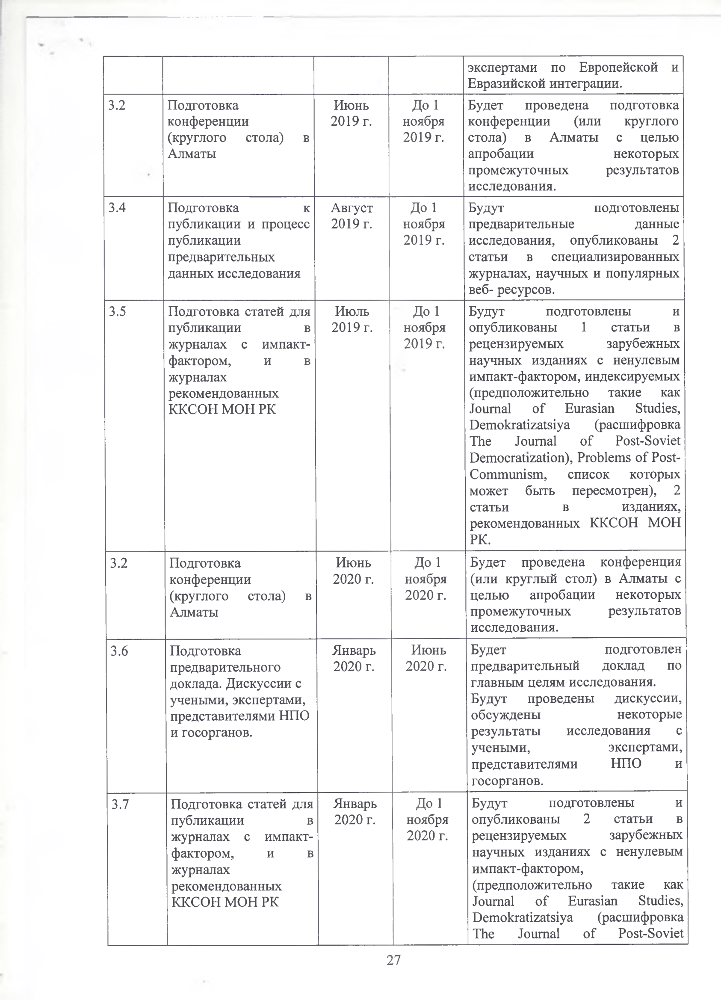 экспертами по Европейской и
Евразийской интеграции.
3.2
Подготовка
конференции
(круглого стола) в
Алматы
Июнь
2019 г.
До 1
ноября
2019 г.
Будет проведена подготовка
конференции (или круглого
стола) в Алматы с целью
апробации некоторых
промежуточных результатов
исследования.
3.4
Подготовка к
публикации и процесс
публикации
предварительных
данных исследования
Август
2019 г.
До 1
ноября
2019 г.
Будут подготовлены
предварительные данные
исследования, опубликованы 2
статьи в специализированных
журналах, научных и популярных
веб- ресурсов.
3.5
Подготовка статей для
публикации в
журналах с импакт-
фактором, и в
журналах
рекомендованных
ККСОН МОН РК
Июль
2019 г.
До 1
ноября
2019 г.
Будут подготовлены и
опубликованы 1 статьи в
рецензируемых зарубежных
научных изданиях с ненулевым
импакт-фактором, индексируемых
(предположительно такие как
Journal of Eurasian Studies,
Demokratizatsiya (расшифровка
The Journal of Post-Soviet
Democratization), Problems of Post-
Communism, список которых
может быть пересмотрен), 2
статьи в изданиях,
рекомендованных ККСОН МОН
РК.
3.2
Подготовка
конференции
(круглого стола) в
Алматы
Июнь
2020 г.
До 1
ноября
2020 г.
Будет проведена конференция
(или круглый стол) в Алматы с
целью апробации некоторых
промежуточных результатов
исследования.
3.6
Подготовка
предварительного
доклада. Дискуссии с
учеными, экспертами,
представителями НПО
и госорганов.
Январь
2020 г.
Июнь
2020 г.
Будет подготовлен
предварительный доклад по
главным целям исследования.
Будут проведены дискуссии,
обсуждены некоторые
результаты исследования с
учеными, экспертами,
представителями НПО и
госорганов.
3.7
Подготовка статей для
публикации в
журналах с импакт-
фактором, и в
журналах
рекомендованных
ККСОН МОН РК
Январь
2020 г.
До 1
ноября
2020 г.
Будут подготовлены и
опубликованы 2 статьи в
рецензируемых зарубежных
научных изданиях с ненулевым
импакт-фактором,
(предположительно такие как
Journal of Eurasian Studies,
Demokratizatsiya (расшифровка
The Journal of Post-Soviet
27